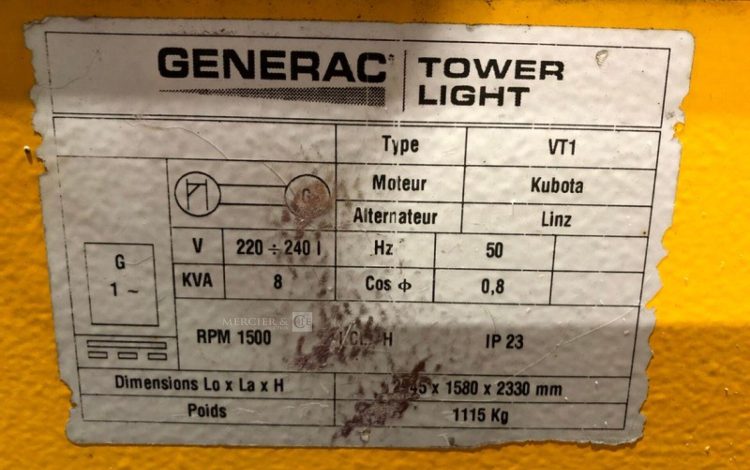 GENERAC TOWER
LIGHT
Type VT1
Moteur Kubota
Alternateur Linz
G
1 ~
G
V 220 ÷ 240 I Hz 50
KVA 8 Cos ϕ 0,8
MERCIER &
RPM 1500 H IP 23
Dimensions Lo x La x H x 1580 x 2330 mm
Poids 1115 Kg